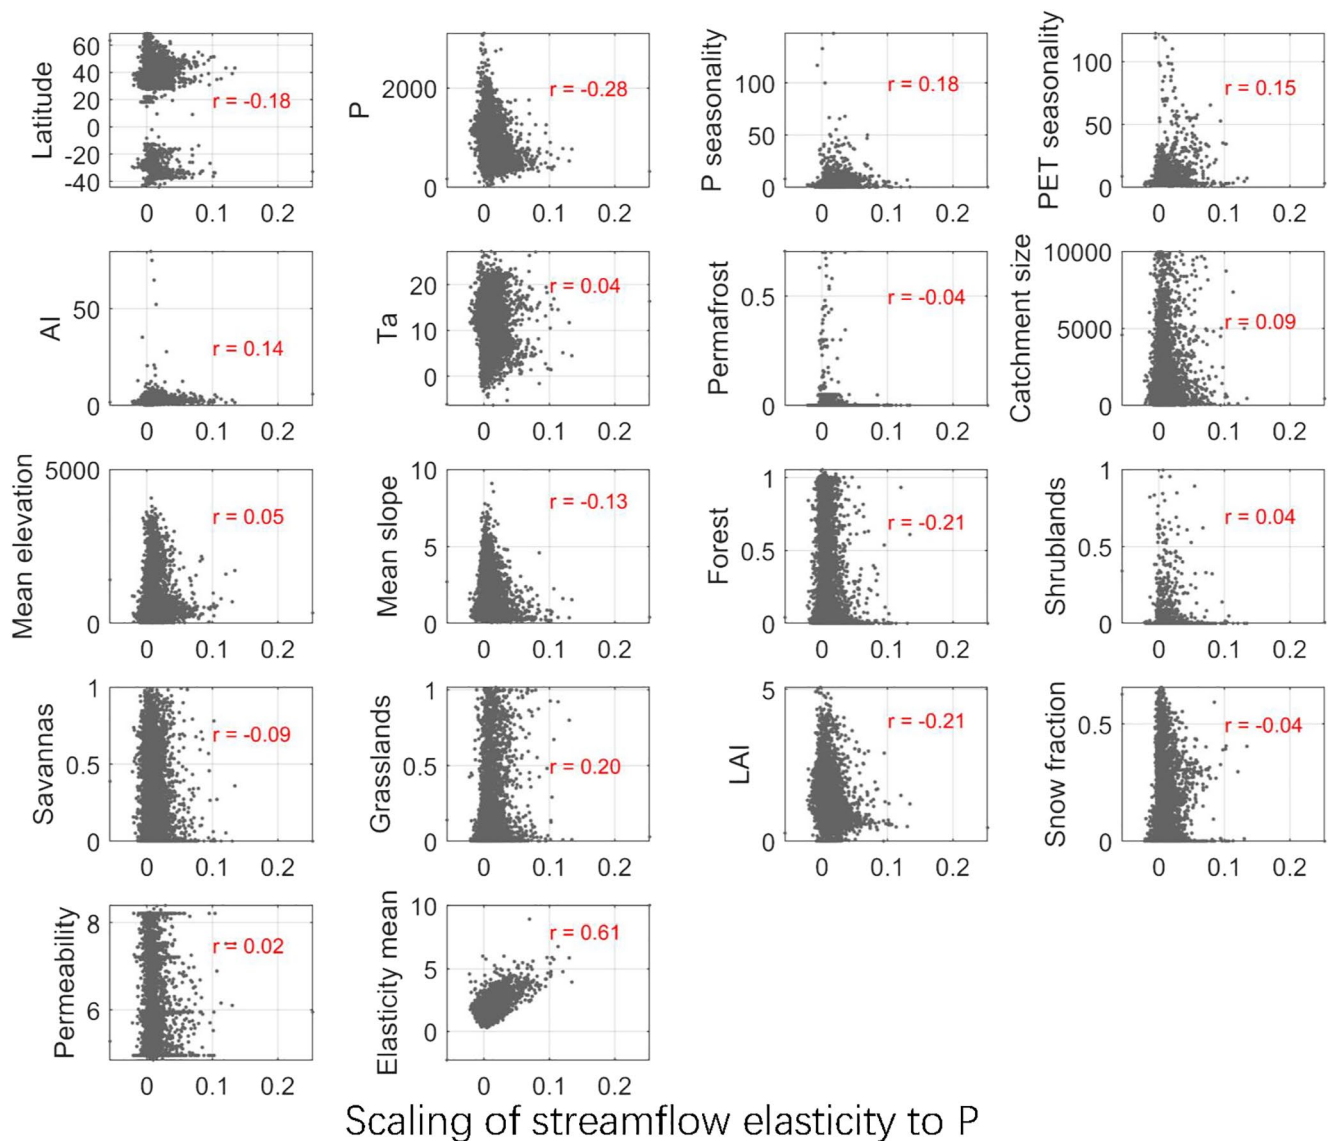 Latitude
60
40
20
0
-20
-40
r = -0.18
0 0.1 0.2
P
2000
0
r = -0.28
0 0.1 0.2
P seasonality
100
50
0
r = 0.18
0 0.1 0.2
PET seasonality
100
50
0
r = 0.15
0 0.1 0.2
AI
50
0
r = 0.14
0 0.1 0.2
Ta
20
10
0
r = 0.04
0 0.1 0.2
Permafrost
0.5
0
r = -0.04
0 0.1 0.2
Catchment size
10000
5000
0
r = 0.09
0 0.1 0.2
Mean elevation
5000
0
r = 0.05
0 0.1 0.2
Mean slope
10
5
0
r = -0.13
0 0.1 0.2
Forest
1
0.5
0
r = -0.21
0 0.1 0.2
Shrublands
1
0.5
0
r = 0.04
0 0.1 0.2
Savannas
1
0.5
0
r = -0.09
0 0.1 0.2
Grasslands
1
0.5
0
r = 0.20
0 0.1 0.2
LAI
5
0
r = -0.21
0 0.1 0.2
Snow fraction
0.5
0
r = -0.04
0 0.1 0.2
Permeability
8
6
r = 0.02
0 0.1 0.2
Elasticity mean
10
5
0
r = 0.61
0 0.1 0.2
Scaling of streamflow elasticity to P